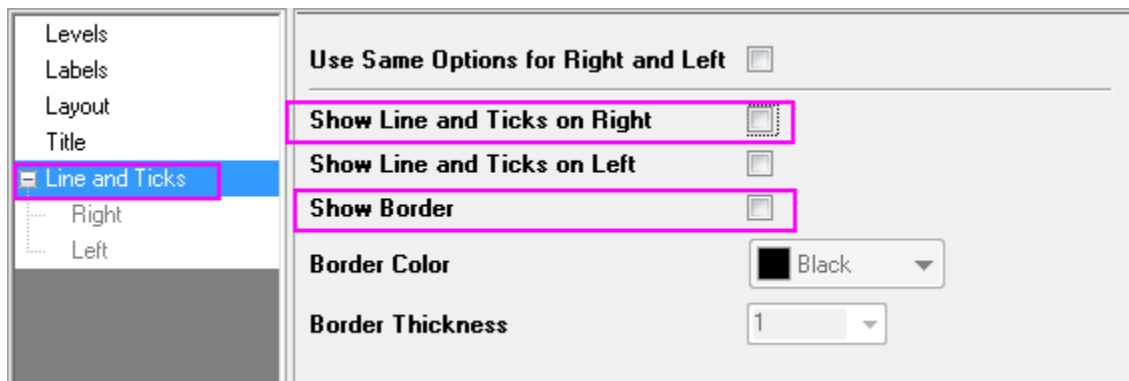 Levels
Labels
Layout
Title
Line and Ticks
Right
Left
Use Same Options for Right and Left
Show Line and Ticks on Right
Show Line and Ticks on Left
Show Border
Border Color
Black
Border Thickness
1